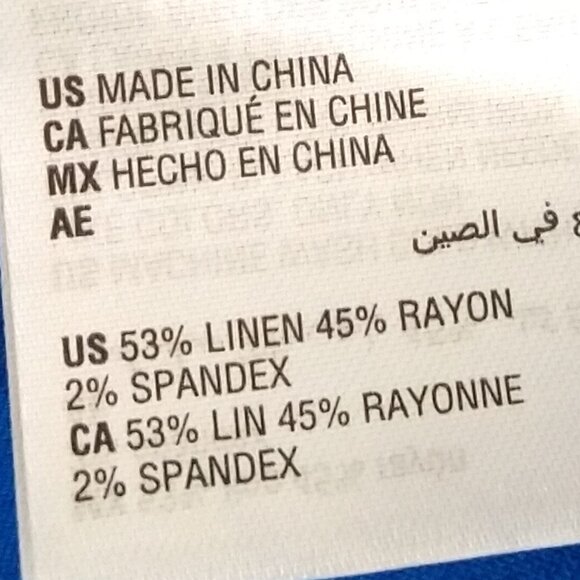 US MADE IN CHINA
CA FABRIQUÉ EN CHINE
MX HECHO EN CHINA
AE
في الصين
US 53% LINEN 45% RAYON
2% SPANDEX
CA 53% LIN 45% RAYONNE
2% SPANDEX